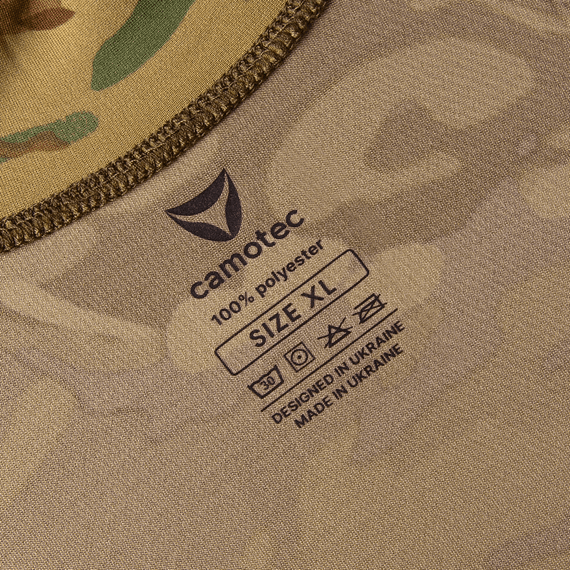 camotec
100% polyester
SIZE XL
30
DESIGNED IN UKRAINE
MADE IN UKRAINE